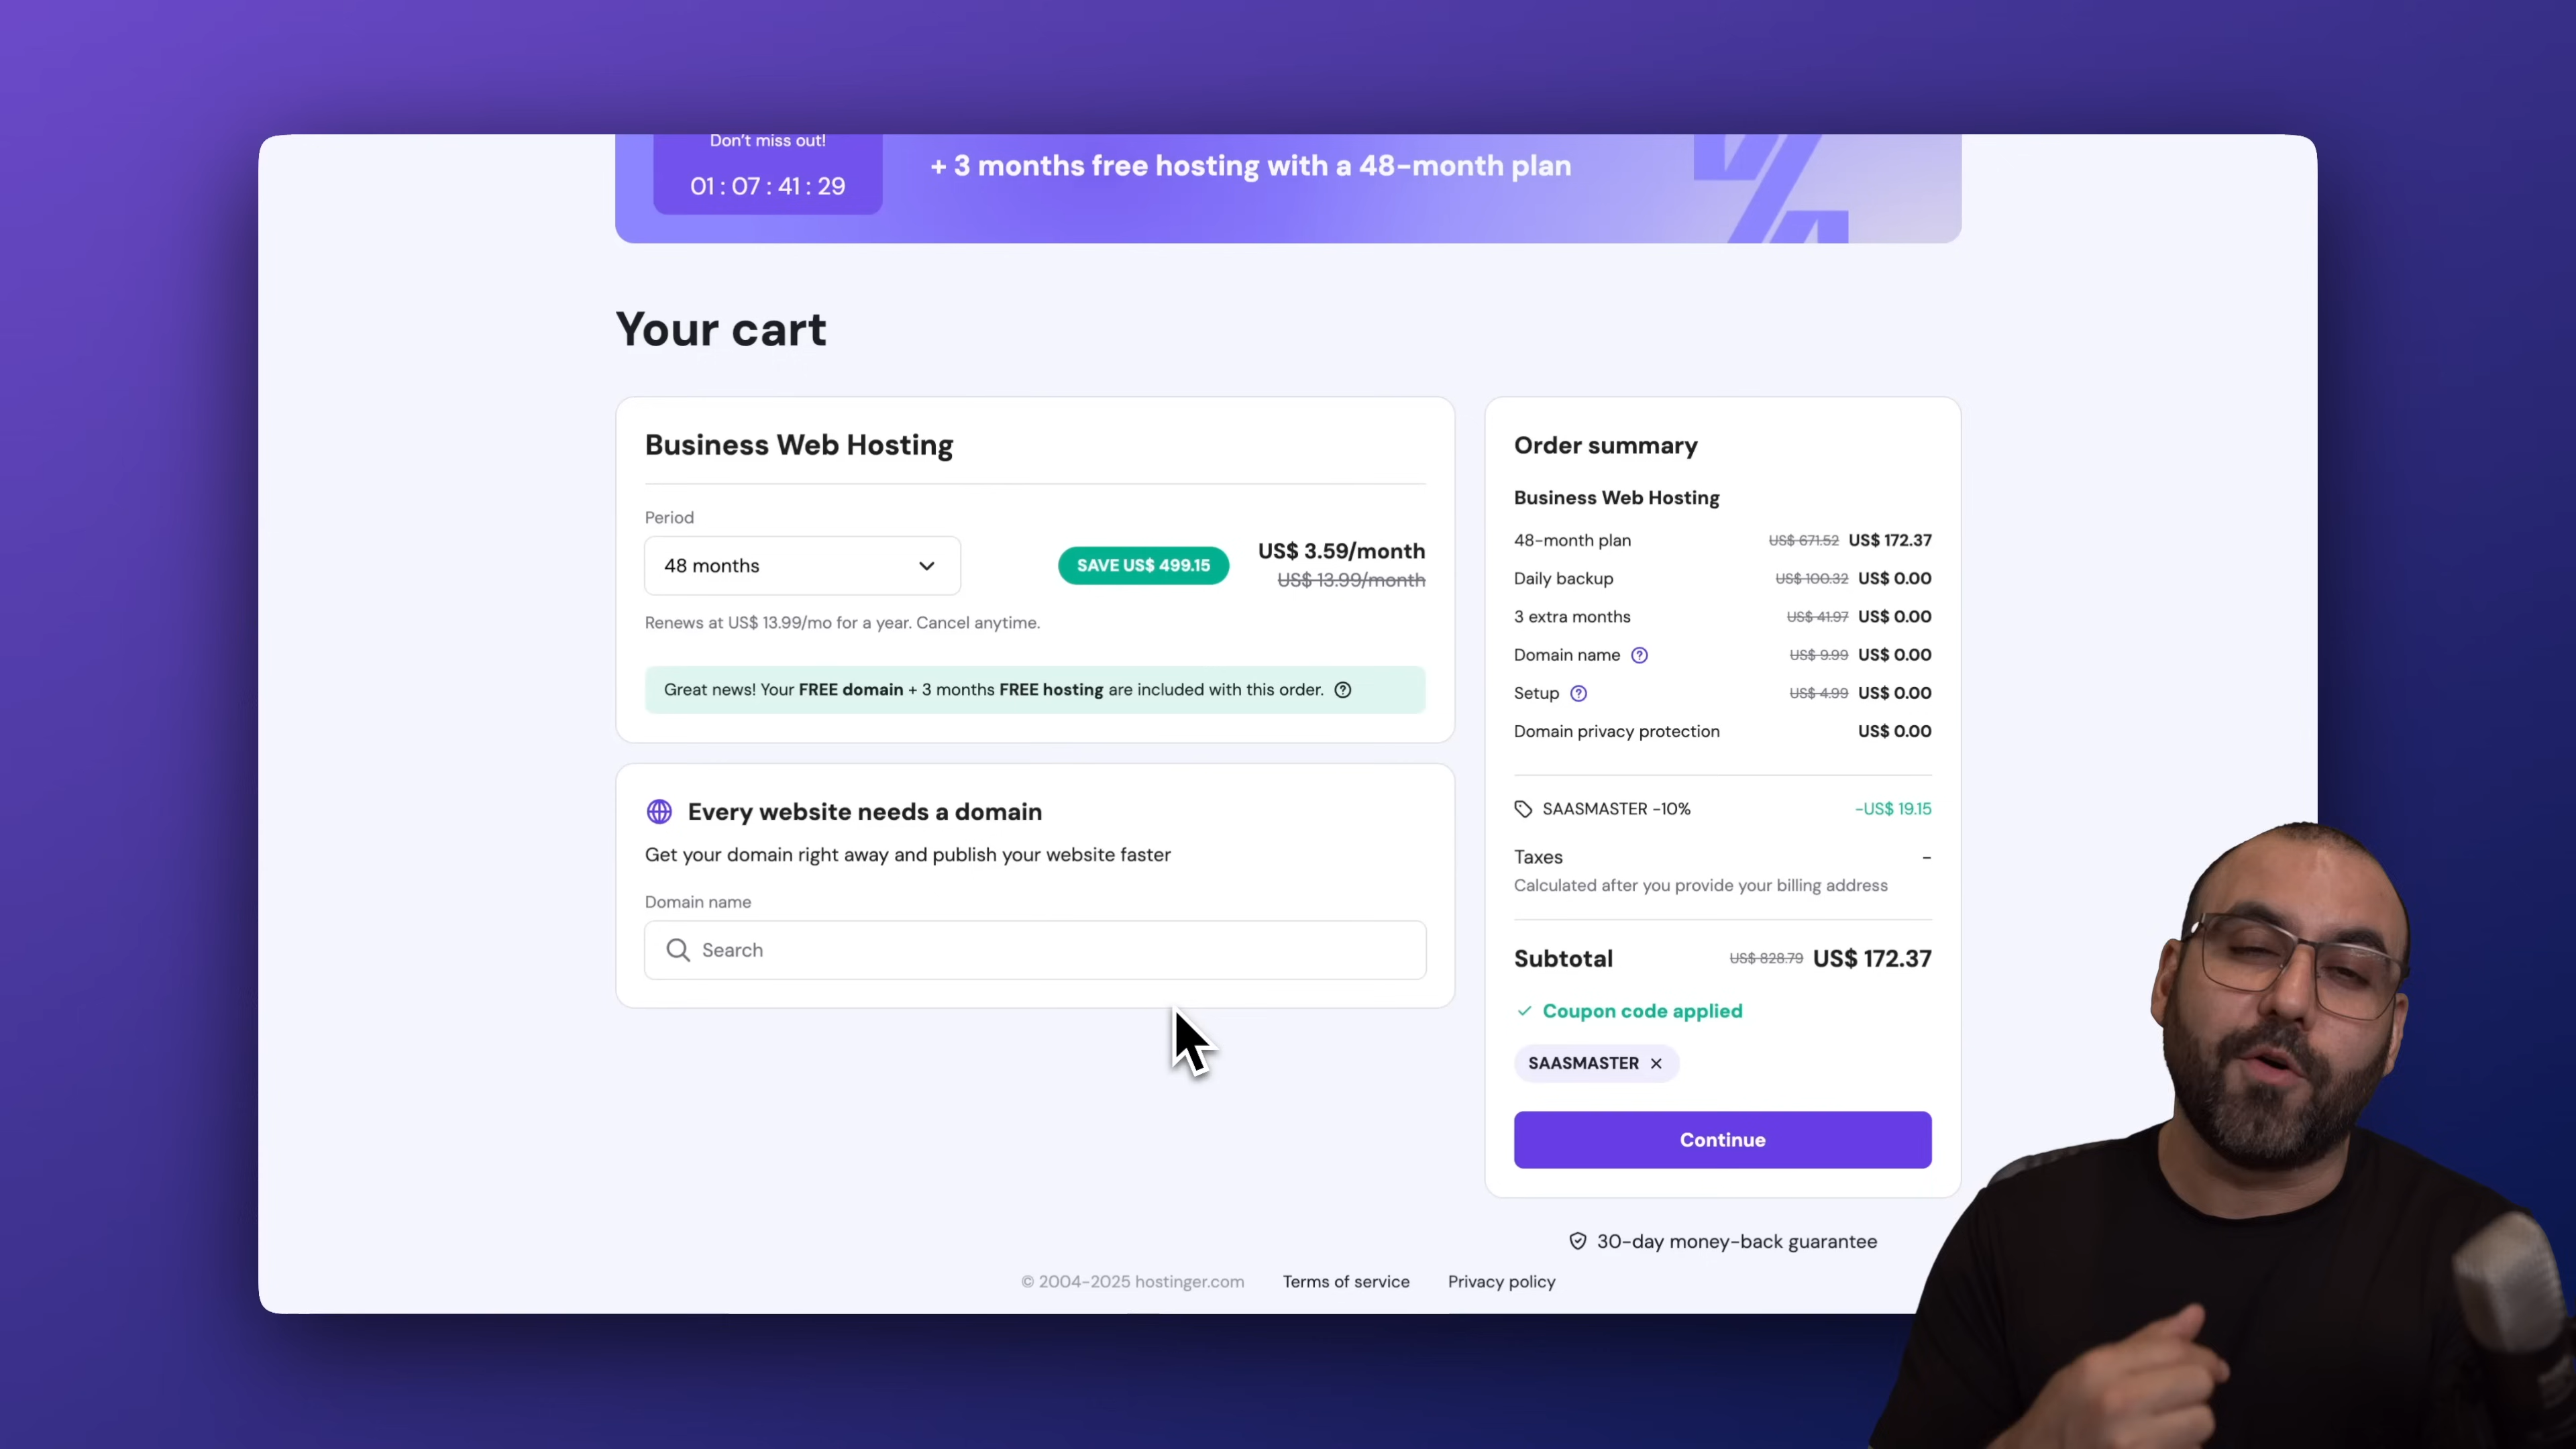 Don't miss out!
01 : 07 : 41 : 29
+ 3 months free hosting with a 48-month plan
Your cart
Business Web Hosting
Period
48 months
SAVE US$ 499.15
US$ 3.59/month
US$ 13.99/month
Renews at US$ 13.99/mo for a year. Cancel anytime.
Great news! Your FREE domain + 3 months FREE hosting are included with this order.
Every website needs a domain
Get your domain right away and publish your website faster
Domain name
Search
Order summary
Business Web Hosting
48-month plan US$ 671.52 US$ 172.37
Daily backup US$ 100.32 US$ 0.00
3 extra months US$ 41.97 US$ 0.00
Domain name US$ 9.99 US$ 0.00
Setup US$ 4.99 US$ 0.00
Domain privacy protection US$ 0.00
SAASMASTER -10% -US$ 19.15
Taxes -
Calculated after you provide your billing address
Subtotal US$ 828.79 US$ 172.37
Coupon code applied
SAASMASTER
Continue
30-day money-back guarantee
© 2004-2025 hostinger.com Terms of service Privacy policy